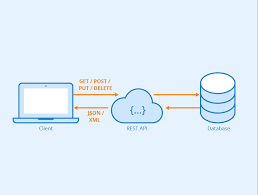 GET / POST /
PUT / DELETE
{...}
JSON /
XML
Client
REST API
Database